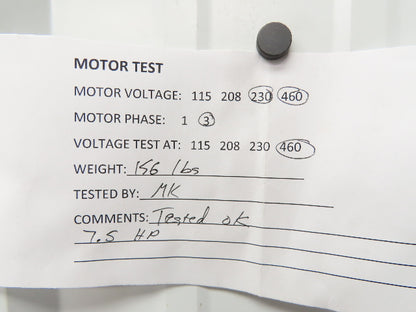 MOTOR TEST
MOTOR VOLTAGE: 115 208 230 460
MOTOR PHASE: 1 3
VOLTAGE TEST AT: 115 208 230 460
WEIGHT: 156 lbs
TESTED BY: MK
COMMENTS: Tested ok
7.5 HP